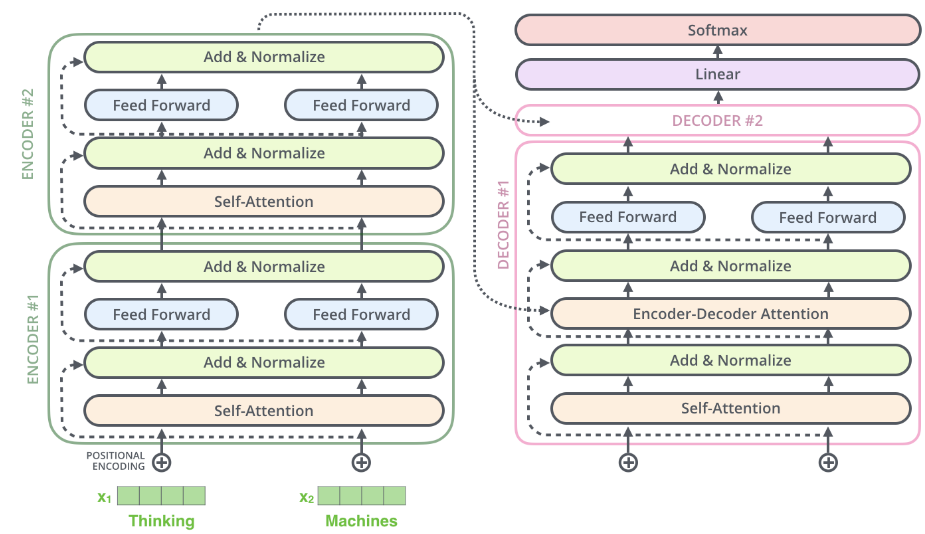 ENCODER #2
Add & Normalize
Feed Forward
Feed Forward
Add & Normalize
Self-Attention
ENCODER #1
Add & Normalize
Feed Forward
Feed Forward
Add & Normalize
Self-Attention
POSITIONAL
ENCODING
x1
x2
Thinking
Machines
Softmax
Linear
DECODER #2
DECODER #1
Add & Normalize
Feed Forward
Feed Forward
Add & Normalize
Encoder-Decoder Attention
Add & Normalize
Self-Attention